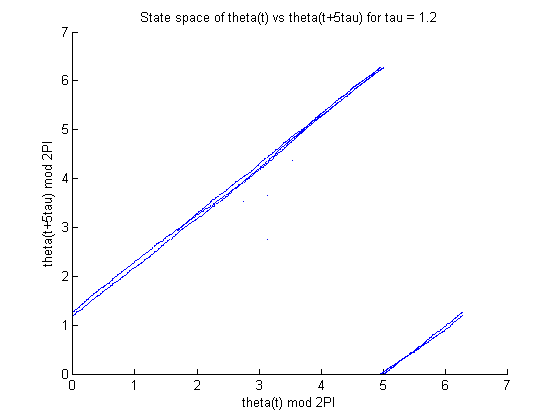 State space of theta(t) vs theta(t+5tau) for tau = 1.2
7
6
5
4
3
2
1
0
theta(t+5tau) mod 2PI
0 1 2 3 4 5 6 7
theta(t) mod 2PI